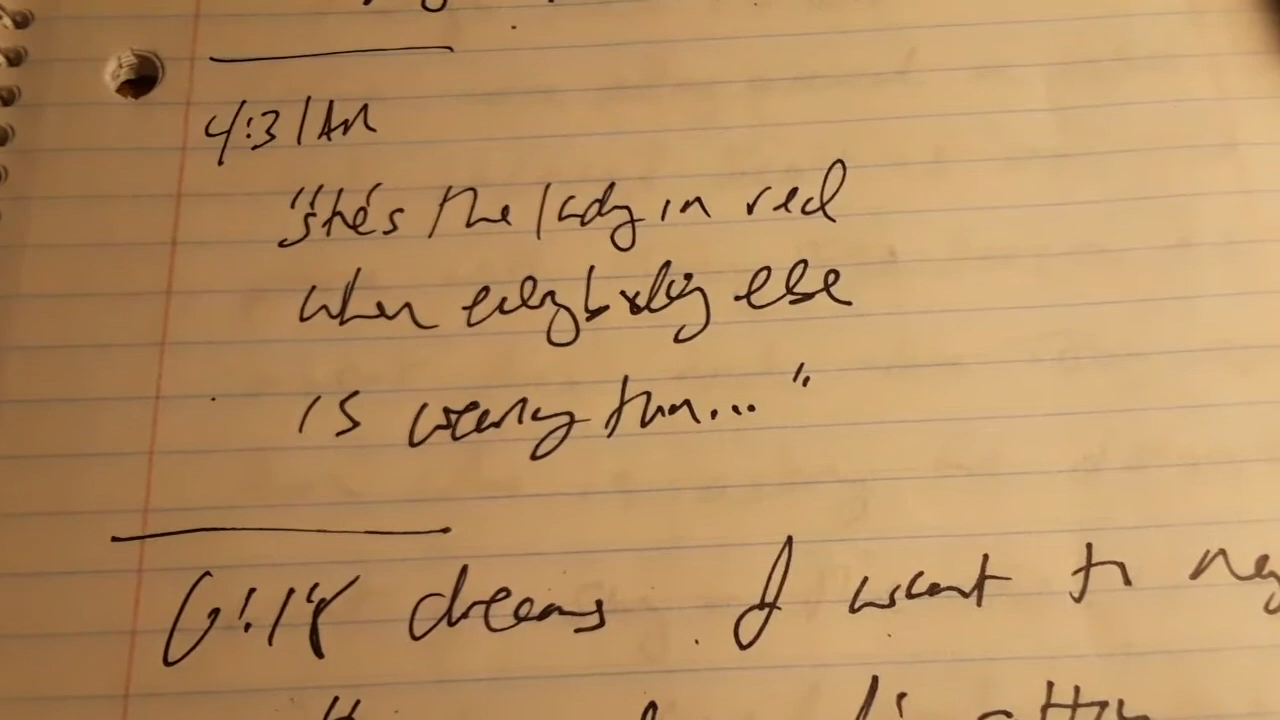 4:31AM
"She's the lady in red
when everybody else
is wearing tan..."
6:18 dreams. I want to